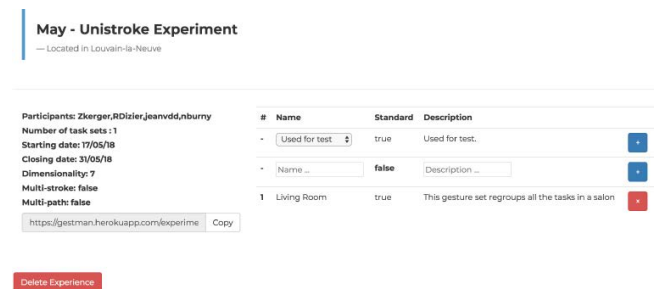 May - Unistroke Experiment
— Located in Louvain-la-Neuve
Participants: Zkerger,RDizier,jeanvdd,nburny
Number of task sets : 1
Starting date: 17/05/18
Closing date: 31/05/18
Dimensionality: 7
Multi-stroke: false
Multi-path: false
https://gestman.herokuapp.com/experime Copy
# Name Standard Description
- Used for test true Used for test. +
- Name ... false Description ... +
1 Living Room true This gesture set regroups all the tasks in a salon ×
Delete Experience